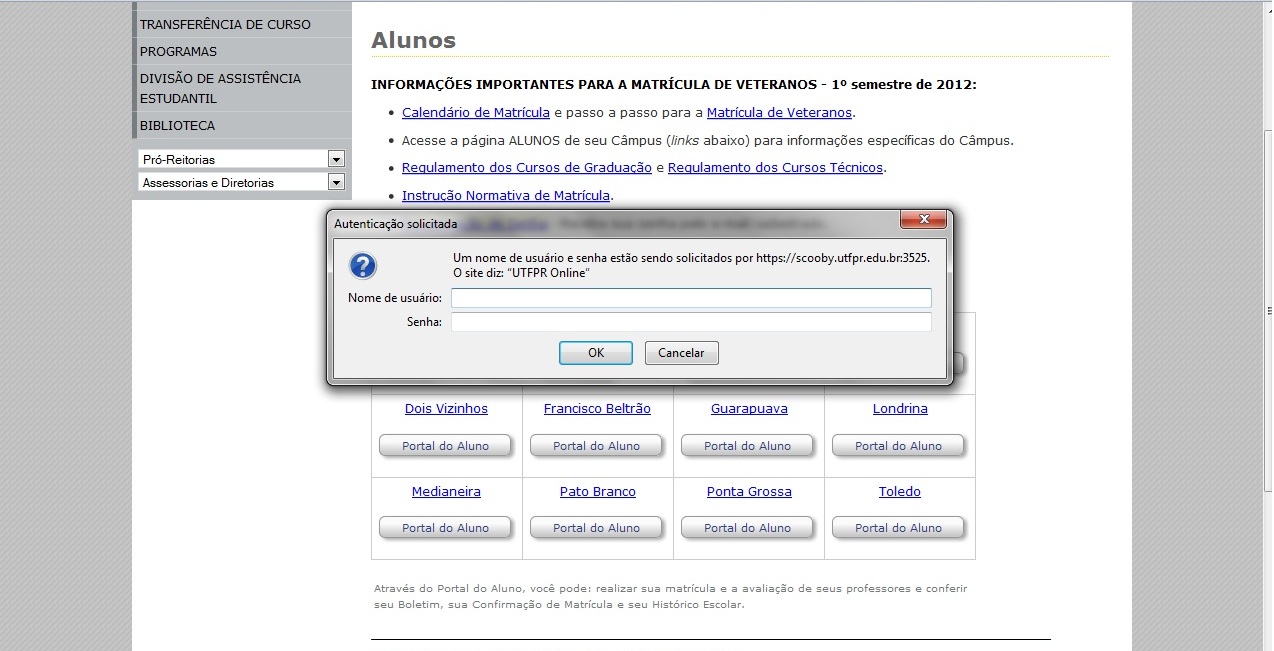 TRANSFERÊNCIA DE CURSO
PROGRAMAS
DIVISÃO DE ASSISTÊNCIA
ESTUDANTIL
BIBLIOTECA
Pró-Reitorias
Assessorias e Diretorias
Alunos
INFORMAÇÕES IMPORTANTES PARA A MATRÍCULA DE VETERANOS - 1º semestre de 2012:
• Calendário de Matrícula e passo a passo para a Matrícula de Veteranos.
• Acesse a página ALUNOS de seu Câmpus (links abaixo) para informações específicas do Câmpus.
• Regulamento dos Cursos de Graduação e Regulamento dos Cursos Técnicos.
• Instrução Normativa de Matrícula.
Autenticação solicitada
Um nome de usuário e senha estão sendo solicitados por https://scooby.utfpr.edu.br:3525.
O site diz: “UTFPR Online”
Nome de usuário:
Senha:
OK Cancelar
Dois Vizinhos Francisco Beltrão Guarapuava Londrina
Portal do Aluno Portal do Aluno Portal do Aluno Portal do Aluno
Medianeira Pato Branco Ponta Grossa Toledo
Portal do Aluno Portal do Aluno Portal do Aluno Portal do Aluno
Através do Portal do Aluno, você pode: realizar sua matrícula e a avaliação de seus professores e conferir
seu Boletim, sua Confirmação de Matrícula e seu Histórico Escolar.